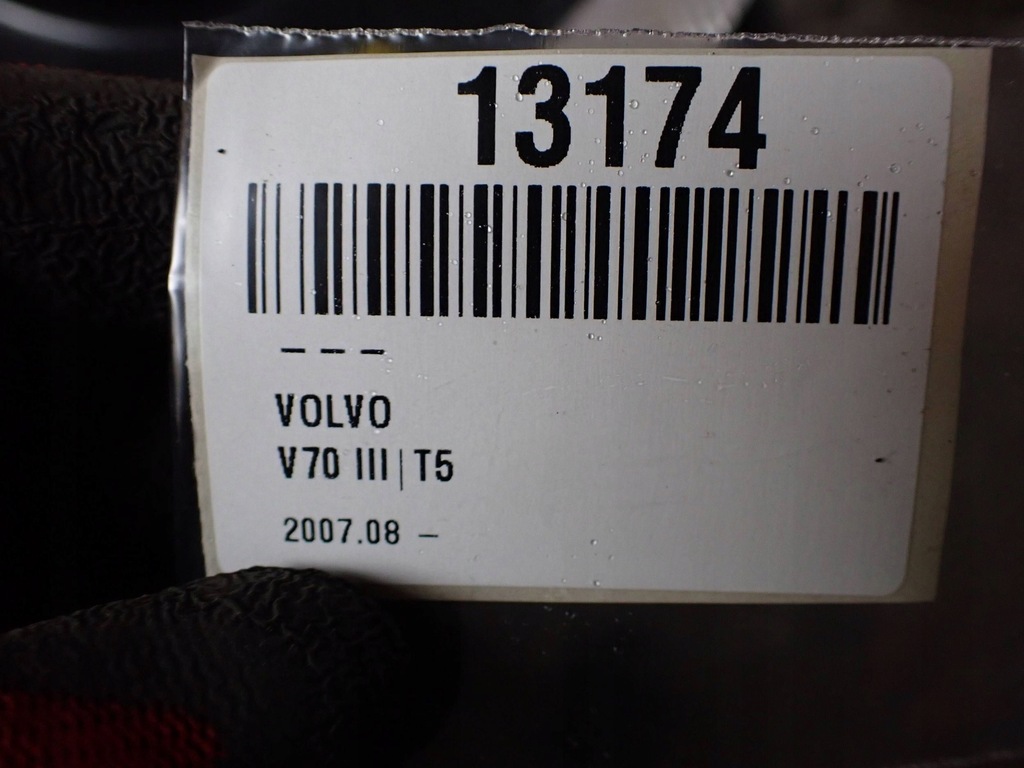 13174
---
VOLVO
V70 III | T5
2007.08 –